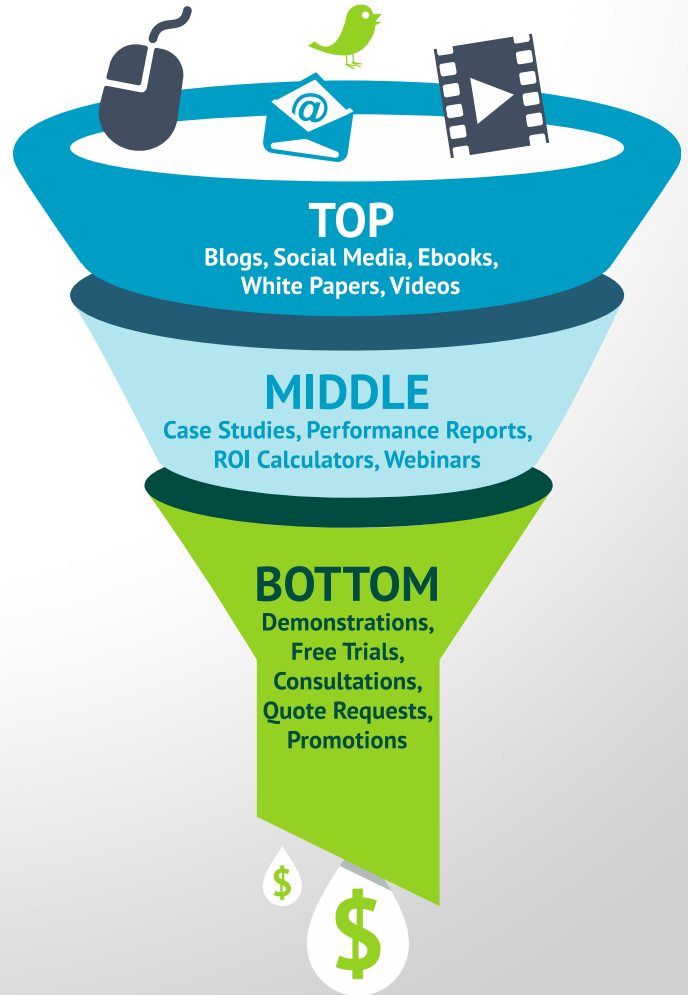 @
TOP
Blogs, Social Media, Ebooks,
White Papers, Videos
MIDDLE
Case Studies, Performance Reports,
ROI Calculators, Webinars
BOTTOM
Demonstrations,
Free Trials,
Consultations,
Quote Requests,
Promotions
$
$